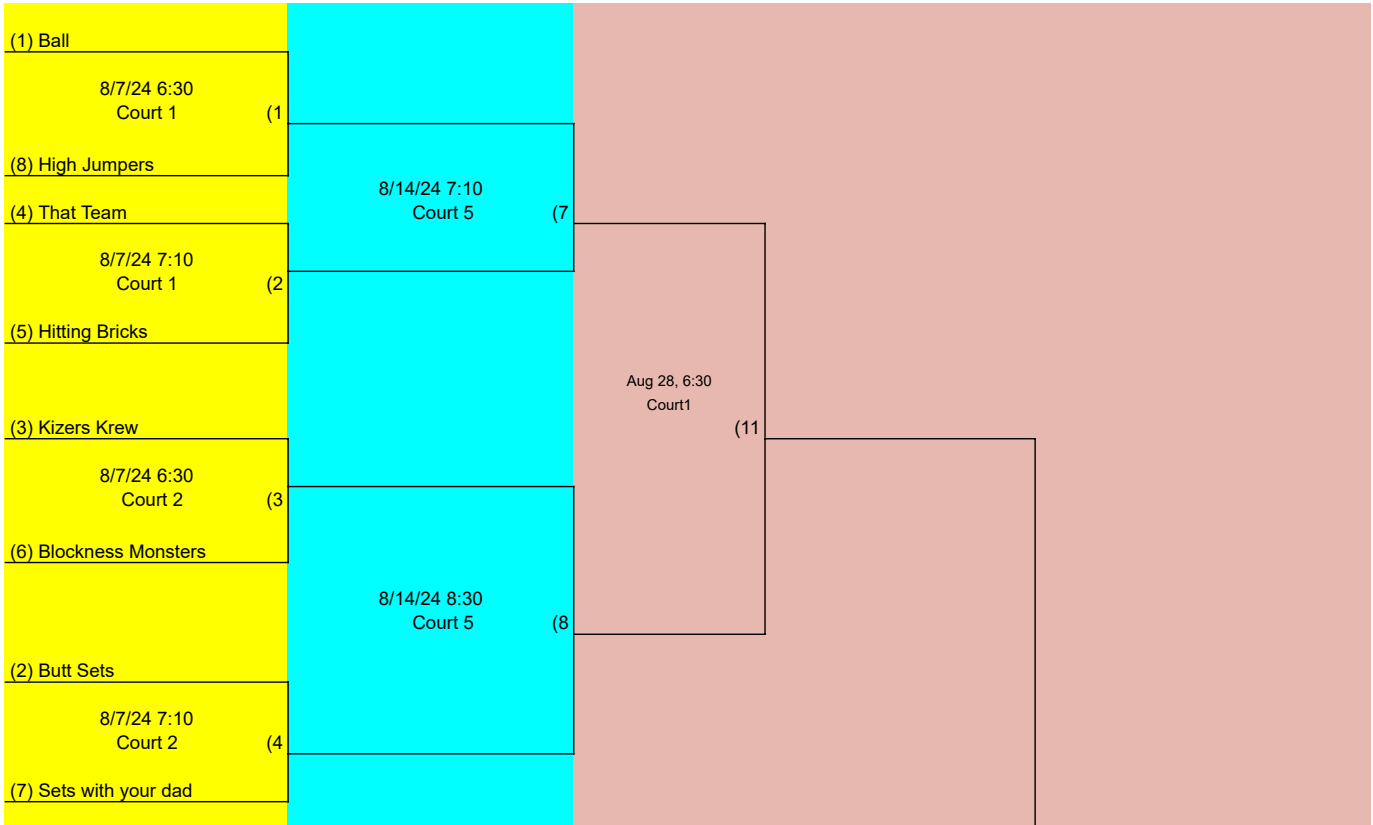 (1) Ball
8/7/24 6:30
Court 1 (1
(8) High Jumpers
(4) That Team
8/7/24 7:10
Court 1 (2
(5) Hitting Bricks
(3) Kizers Krew
8/7/24 6:30
Court 2 (3
(6) Blockness Monsters
(2) Butt Sets
8/7/24 7:10
Court 2 (4
(7) Sets with your dad
8/14/24 7:10
Court 5 (7
8/14/24 8:30
Court 5 (8
Aug 28, 6:30
Court1
(11